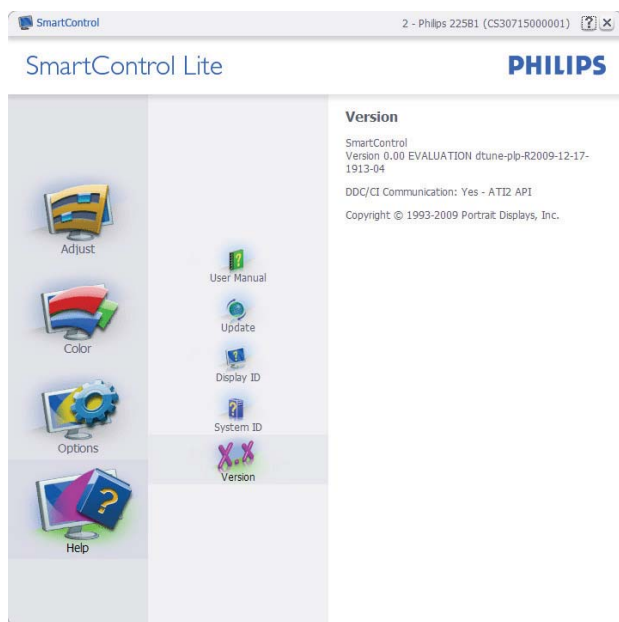 SmartControl
2 - Philips 225B1 (CS30715000001)
?
X
SmartControl Lite
PHILIPS
Adjust
Color
Options
?
Help
?
User Manual
Update
?
Display ID
?
System ID
X.X
Version
Version
SmartControl
Version 0.00 EVALUATION dtune-plp-R2009-12-17-
1913-04
DDC/CI Communication: Yes - ATI2 API
Copyright © 1993-2009 Portrait Displays, Inc.